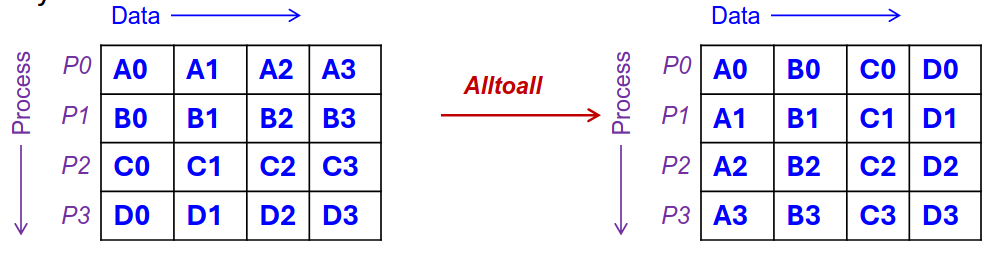 Data
Data
Process
P0 A0 A1 A2 A3
P1 B0 B1 B2 B3
P2 C0 C1 C2 C3
P3 D0 D1 D2 D3
Alltoall
Process
P0 A0 B0 C0 D0
P1 A1 B1 C1 D1
P2 A2 B2 C2 D2
P3 A3 B3 C3 D3